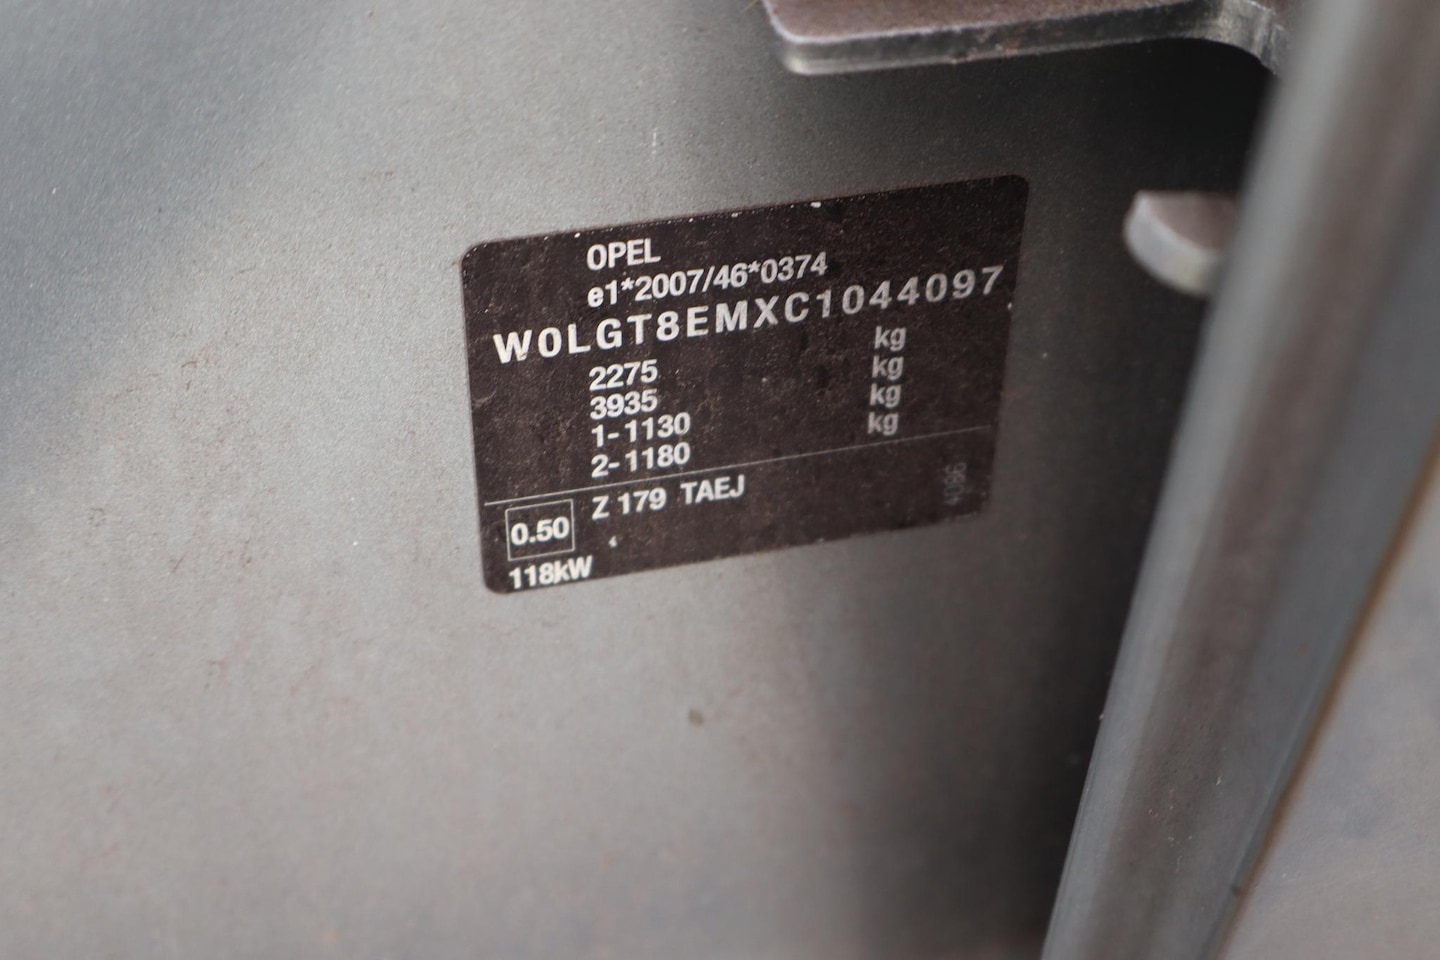 OPEL
e1*2007/46*0374
W0LGT8EMXC1044097
2275 kg
3935 kg
1-1130 kg
2-1180 kg
Z 179 TAEJ
0.50
118kW